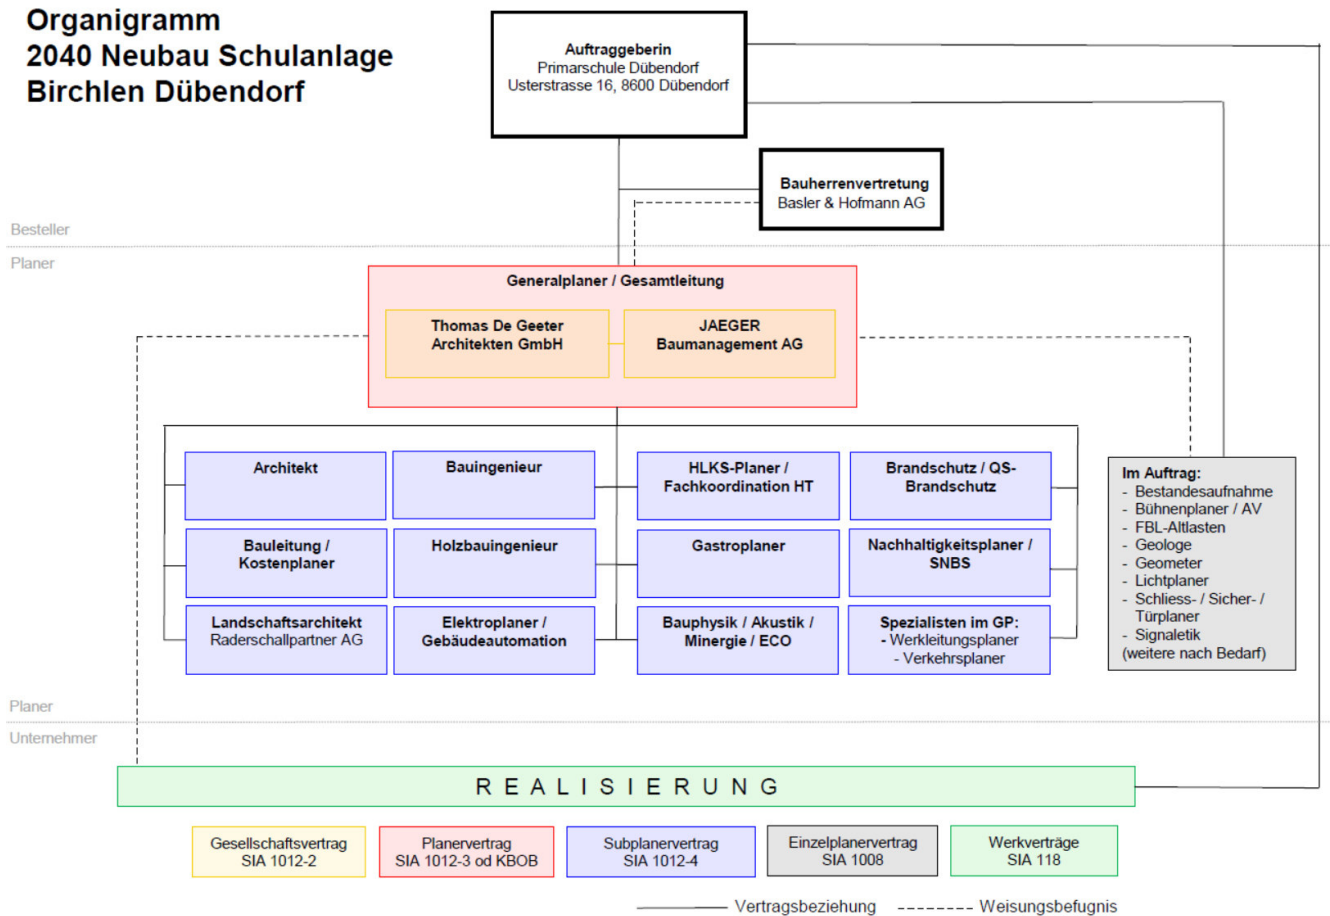 Organigramm
2040 Neubau Schulanlage
Birchlen Dübendorf
Auftraggeberin
Primarschule Dübendorf
Usterstrasse 16, 8600 Dübendorf
Bauherrenvertretung
Basler & Hofmann AG
Besteller
Planer
Generalplaner / Gesamtleitung
Thomas De Geeter
Architekten GmbH
JAEGER
Baumanagement AG
Architekt
Bauingenieur
HLKS-Planer /
Fachkoordination HT
Brandschutz / QS-
Brandschutz
Bauleitung /
Kostenplaner
Holzbauingenieur
Gastroplaner
Nachhaltigkeitsplaner /
SNBS
Landschaftsarchitekt
Raderschallpartner AG
Elektroplaner /
Gebäudeautomation
Bauphysik / Akustik /
Minergie / ECO
Spezialisten im GP:
- Werkleitungsplaner
- Verkehrsplaner
Im Auftrag:
- Bestandesaufnahme
- Bühnenplaner / AV
- FBL-Altlasten
- Geologe
- Geometer
- Lichtplaner
- Schliess- / Sicher- /
Türplaner
- Signaletik
(weitere nach Bedarf)
Planer
Unternehmer
REALISIERUNG
Gesellschaftsvertrag
SIA 1012-2
Planervertrag
SIA 1012-3 od KBOB
Subplanervertrag
SIA 1012-4
Einzelplanervertrag
SIA 1008
Werkverträge
SIA 118
Vertragsbeziehung
Weisungsbefugnis